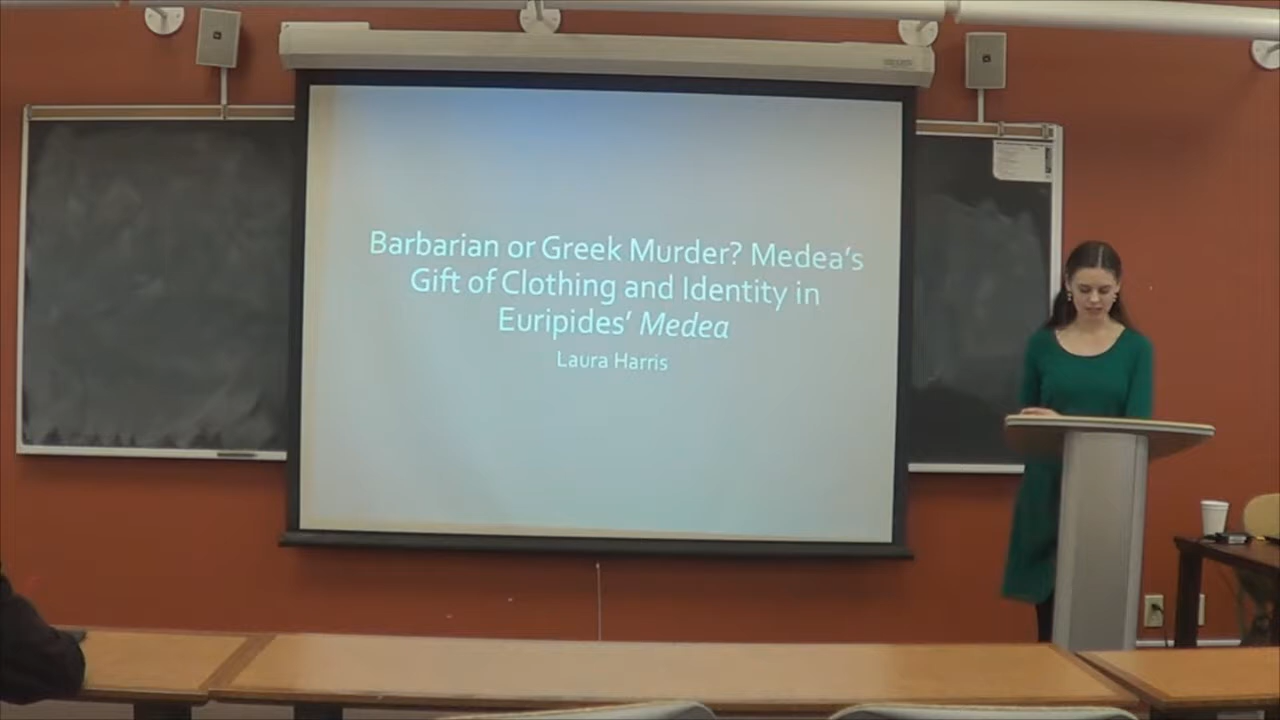 Barbarian or Greek Murder? Medea's
Gift of Clothing and Identity in
Euripides' Medea
Laura Harris